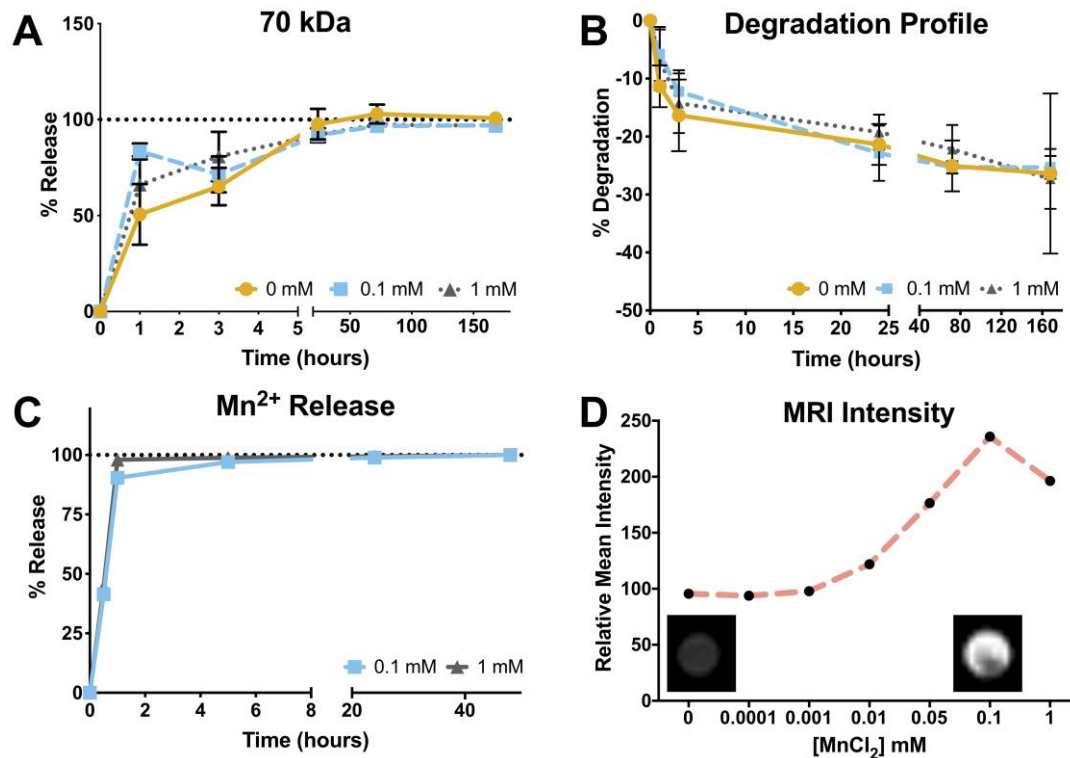 A
70 kDa
150
100
50
0
% Release
0 mM
0.1 mM
1 mM
0 1 2 3 4 5 50 100 150
Time (hours)
B
Degradation Profile
0
-10
-20
-30
-40
-50
% Degradation
0 mM
0.1 mM
1 mM
0 5 10 15 20 25 40 80 120 160
Time (hours)
C
Mn²⁺ Release
100
75
50
25
0
% Release
0.1 mM
1 mM
0 2 4 6 8 20 40
Time (hours)
D
MRI Intensity
250
200
150
100
50
0
Relative Mean Intensity
0 0.0001 0.001 0.01 0.05 0.1 1
[MnCl₂] mM